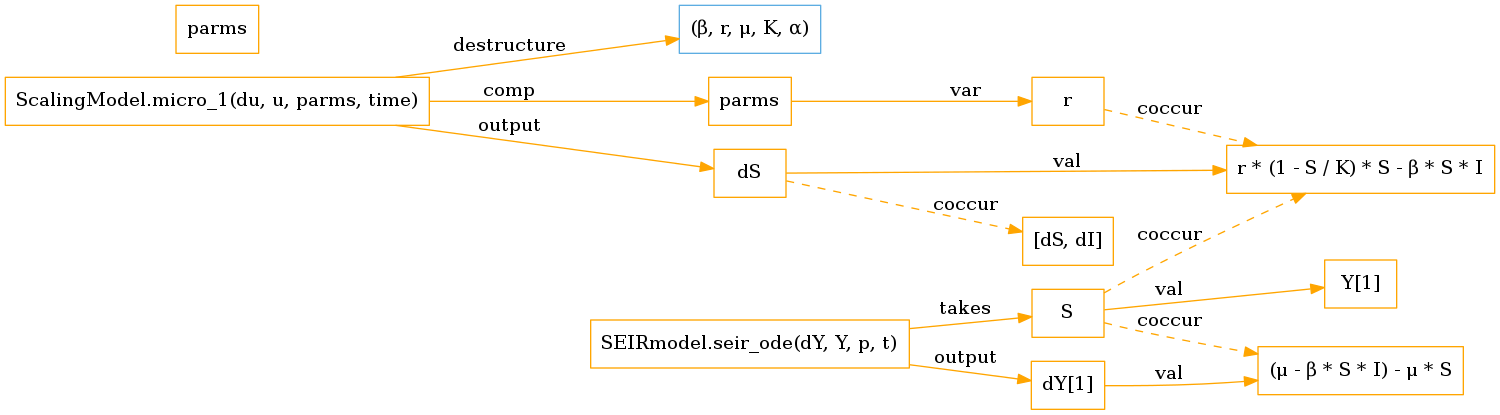 parms
(β, r, μ, K, α)
destructure
ScalingModel.micro_1(du, u, parms, time)
comp
parms
var
r
coccur
output
dS
val
r * (1 - S / K) * S - β * S * I
coccur
[dS, dI]
coccur
SEIRmodel.seir_ode(dY, Y, p, t)
takes
S
val
Y[1]
coccur
output
dY[1]
val
(μ - β * S * I) - μ * S